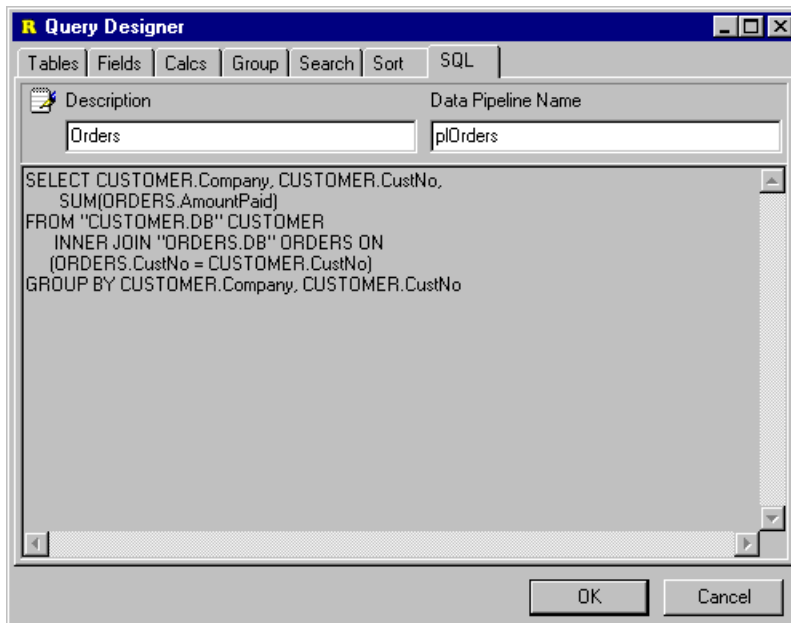 R Query Designer
Tables Fields Calcs Group Search Sort SQL
Description Data Pipeline Name
Orders plOrders
SELECT CUSTOMER.Company, CUSTOMER.CustNo,
SUM(ORDERS.AmountPaid)
FROM "CUSTOMER.DB" CUSTOMER
INNER JOIN "ORDERS.DB" ORDERS ON
(ORDERS.CustNo = CUSTOMER.CustNo)
GROUP BY CUSTOMER.Company, CUSTOMER.CustNo
OK Cancel